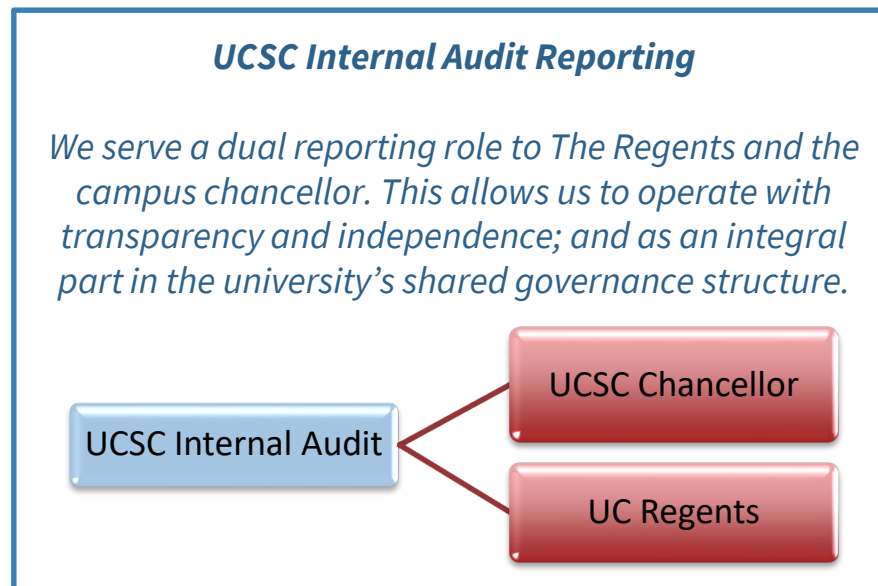 UCSC Internal Audit Reporting
We serve a dual reporting role to The Regents and the
campus chancellor. This allows us to operate with
transparency and independence; and as an integral
part in the university’s shared governance structure.
UCSC Chancellor
UCSC Internal Audit
UC Regents